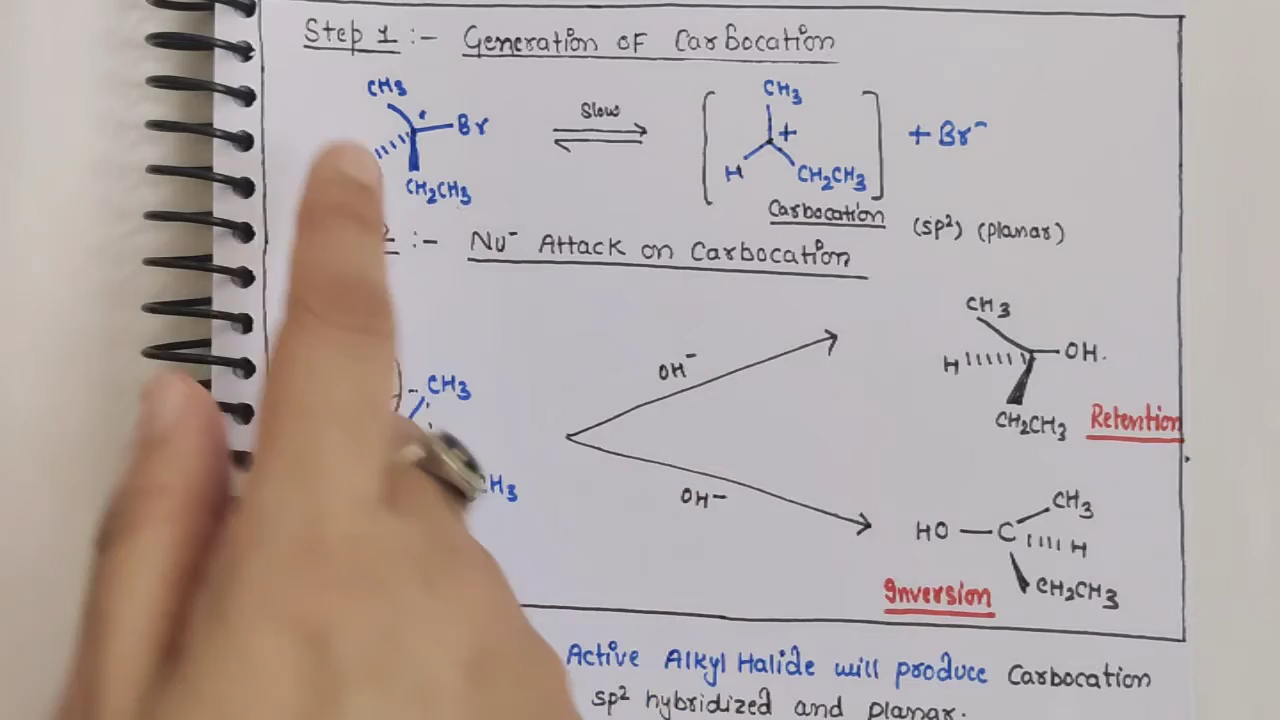 Step 1 :- Generation of Carbocation
CH3
Br
CH2CH3
Slow
CH3
+
H
CH2CH3
+ Br⁻
Carbocation (sp²) (planar)
2 :- Nu⁻ Attack on Carbocation
CH3
CH3
OH⁻
OH⁻
CH3
H
OH.
CH2CH3
Retention
HO – C
CH3
H
CH2CH3
Inversion
Active Alkyl Halide will produce Carbocation
sp² hybridized and planar.